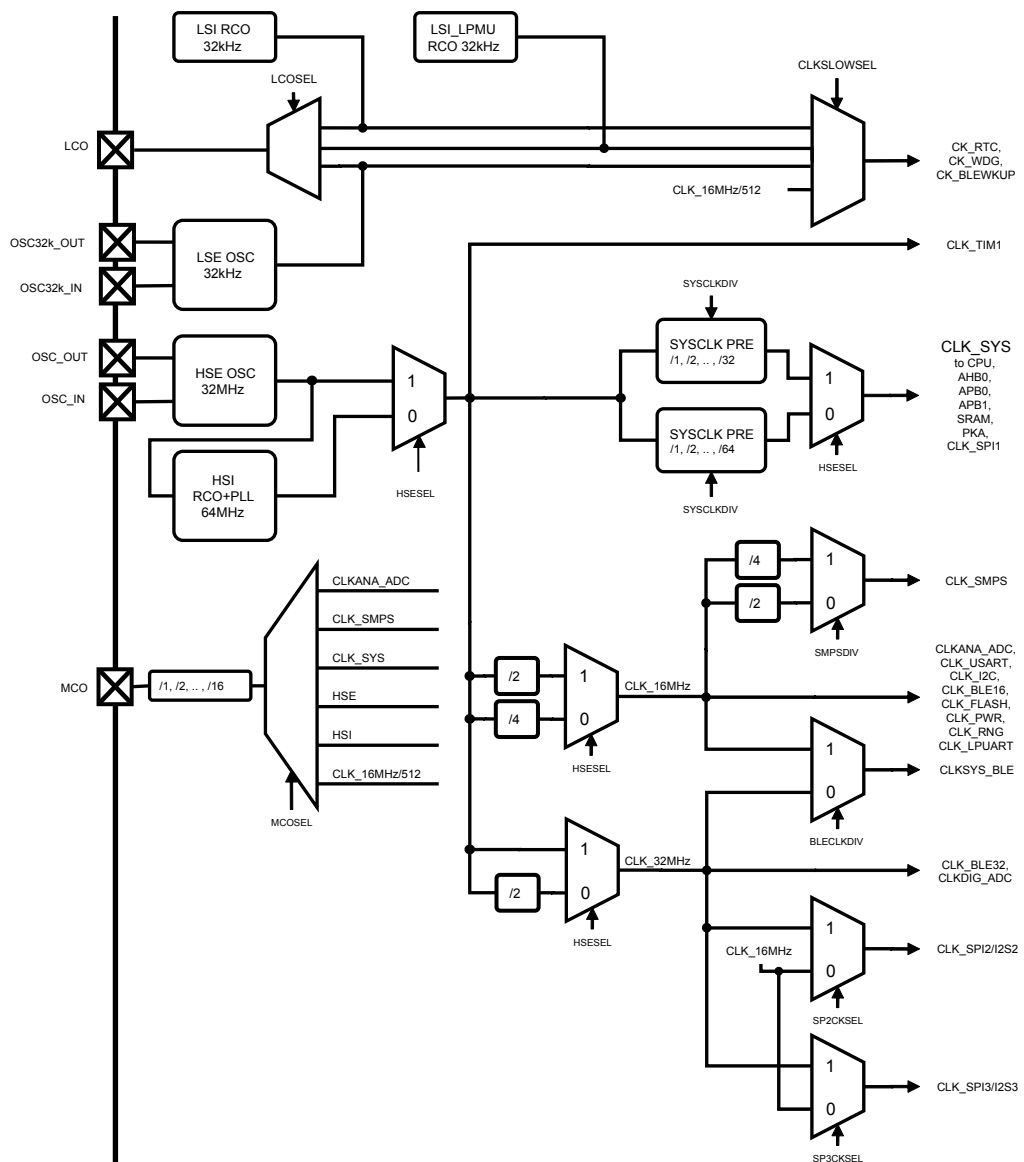 LSI RCO
32kHz
LSI_LPMU
RCO 32kHz
LCOSEL
CLKSLOWSEL
LCO
CK_RTC,
CK_WDG,
CK_BLEWKUP
CLK_16MHz/512
OSC32k_OUT
LSE OSC
32kHz
OSC32k_IN
CLK_TIM1
SYSCLKDIV
OSC_OUT
HSE OSC
32MHz
OSC_IN
1
0
HSESEL
SYSCLK PRE
/1, /2, .. , /32
SYSCLK PRE
/1, /2, .. , /64
SYSCLKDIV
1
0
HSESEL
CLK_SYS
to CPU,
AHB0,
APB0,
APB1,
SRAM,
PKA,
CLK_SPI1
HSI
RCO+PLL
64MHz
CLKANA_ADC
CLK_SMPS
CLK_SYS
HSE
HSI
CLK_16MHz/512
MCO
/1, /2, .. , /16
MCOSEL
/4
/2
1
0
SMPSDIV
CLK_SMPS
/2
/4
1
0
HSESEL
CLK_16MHz
CLKANA_ADC,
CLK_USART,
CLK_I2C,
CLK_BLE16,
CLK_FLASH,
CLK_PWR,
CLK_RNG
CLK_LPUART
1
0
BLECLKDIV
CLKSYS_BLE
/2
1
0
HSESEL
CLK_32MHz
CLK_BLE32,
CLKDIG_ADC
CLK_16MHz
1
0
SP2CKSEL
CLK_SPI2/I2S2
1
0
SP3CKSEL
CLK_SPI3/I2S3